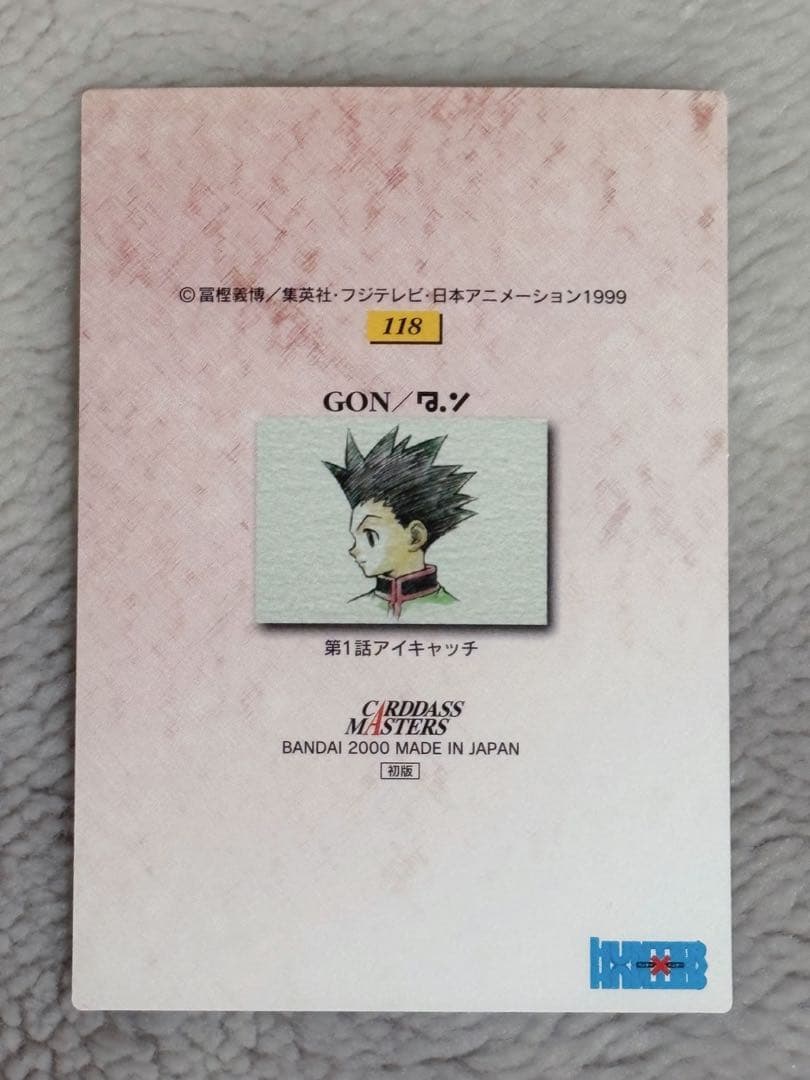 ©冨樫義博／集英社・フジテレビ・日本アニメーション1999
118
GON／
第1話アイキャッチ
CARDDASS
MASTERS
BANDAI 2000 MADE IN JAPAN
初版
HUNTER×HUNTER